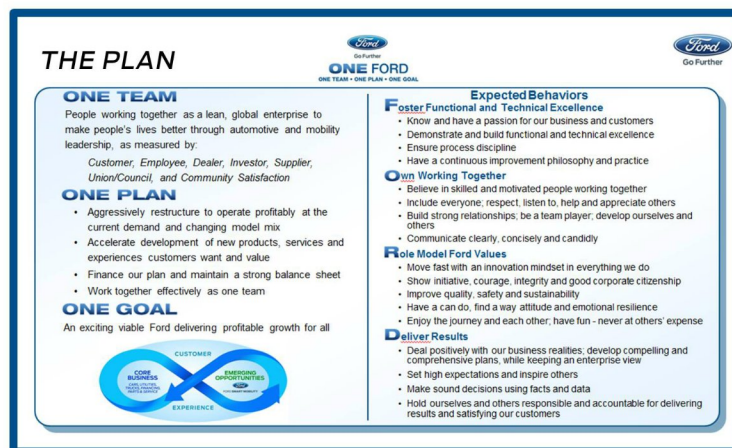 THE PLAN
Ford
Go Further
ONE FORD
ONE TEAM • ONE PLAN • ONE GOAL
Ford
Go Further
ONE TEAM
People working together as a lean, global enterprise to
make people's lives better through automotive and mobility
leadership, as measured by:
Customer, Employee, Dealer, Investor, Supplier,
Union/Council, and Community Satisfaction
ONE PLAN
• Aggressively restructure to operate profitably at the
current demand and changing model mix
• Accelerate development of new products, services and
experiences customers want and value
• Finance our plan and maintain a strong balance sheet
• Work together effectively as one team
ONE GOAL
An exciting viable Ford delivering profitable growth for all
CUSTOMER
CORE
BUSINESS
CARS, UTILITIES,
TRUCKS, FINANCING,
PARTS & SERVICE
EMERGING
OPPORTUNITIES
Ford
FORD SMART MOBILITY
EXPERIENCE
Expected Behaviors
Foster Functional and Technical Excellence
• Know and have a passion for our business and customers
• Demonstrate and build functional and technical excellence
• Ensure process discipline
• Have a continuous improvement philosophy and practice
Own Working Together
• Believe in skilled and motivated people working together
• Include everyone; respect, listen to, help and appreciate others
• Build strong relationships; be a team player; develop ourselves and
others
• Communicate clearly, concisely and candidly
Role Model Ford Values
• Move fast with an innovation mindset in everything we do
• Show initiative, courage, integrity and good corporate citizenship
• Improve quality, safety and sustainability
• Have a can do, find a way attitude and emotional resilience
• Enjoy the journey and each other; have fun - never at others' expense
Deliver Results
• Deal positively with our business realities; develop compelling and
comprehensive plans, while keeping an enterprise view
• Set high expectations and inspire others
• Make sound decisions using facts and data
• Hold ourselves and others responsible and accountable for delivering
results and satisfying our customers